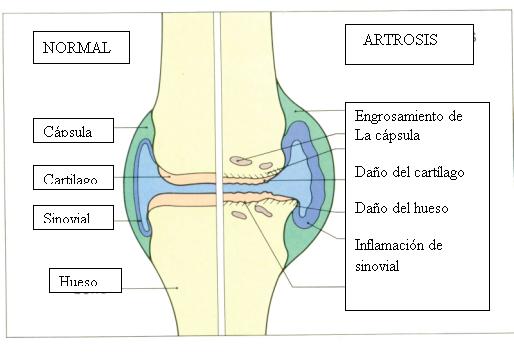 NORMAL
ARTROSIS
Cápsula
Cartílago
Sinovial
Hueso
Engrosamiento de
La cápsula
Daño del cartílago
Daño del hueso
Inflamación de
sinovial